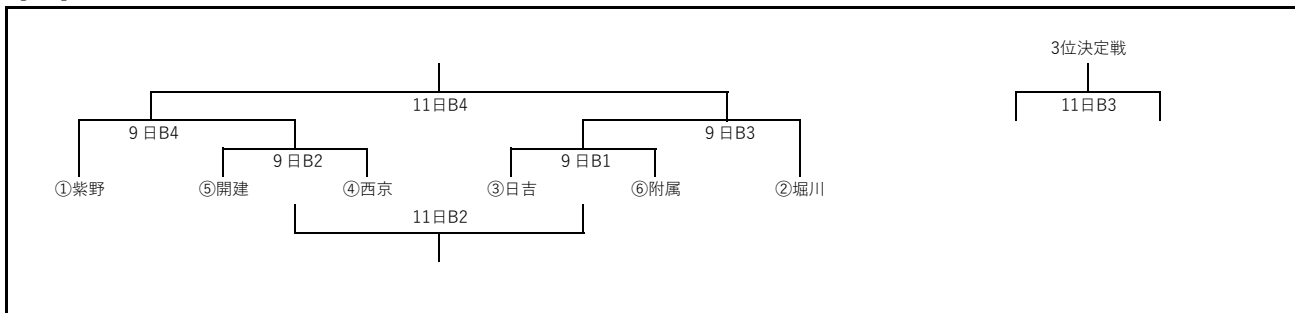 3位決定戦
11日B4
11日B3
9日B4
9日B3
9日B2
9日B1
①紫野
⑤開建
④西京
③日吉
⑥附属
②堀川
11日B2